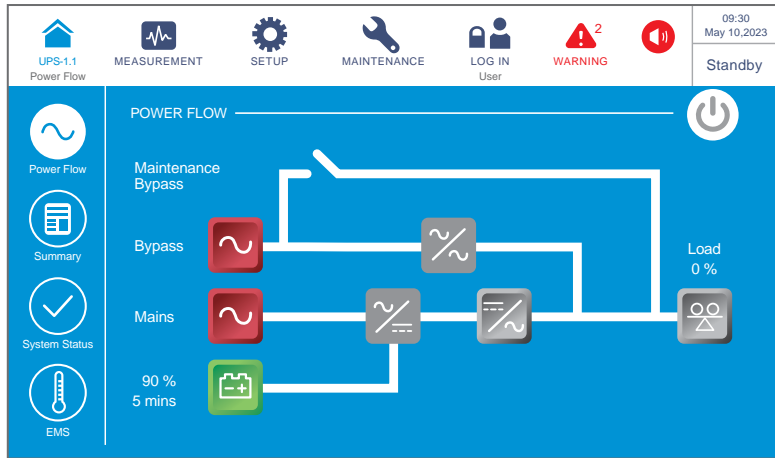 UPS-1.1
Power Flow
MEASUREMENT
SETUP
MAINTENANCE
LOG IN
User
2
WARNING
09:30
May 10,2023
Standby
Power Flow
Summary
System Status
EMS
POWER FLOW
Maintenance
Bypass
Bypass
Mains
90 %
5 mins
Load
0 %